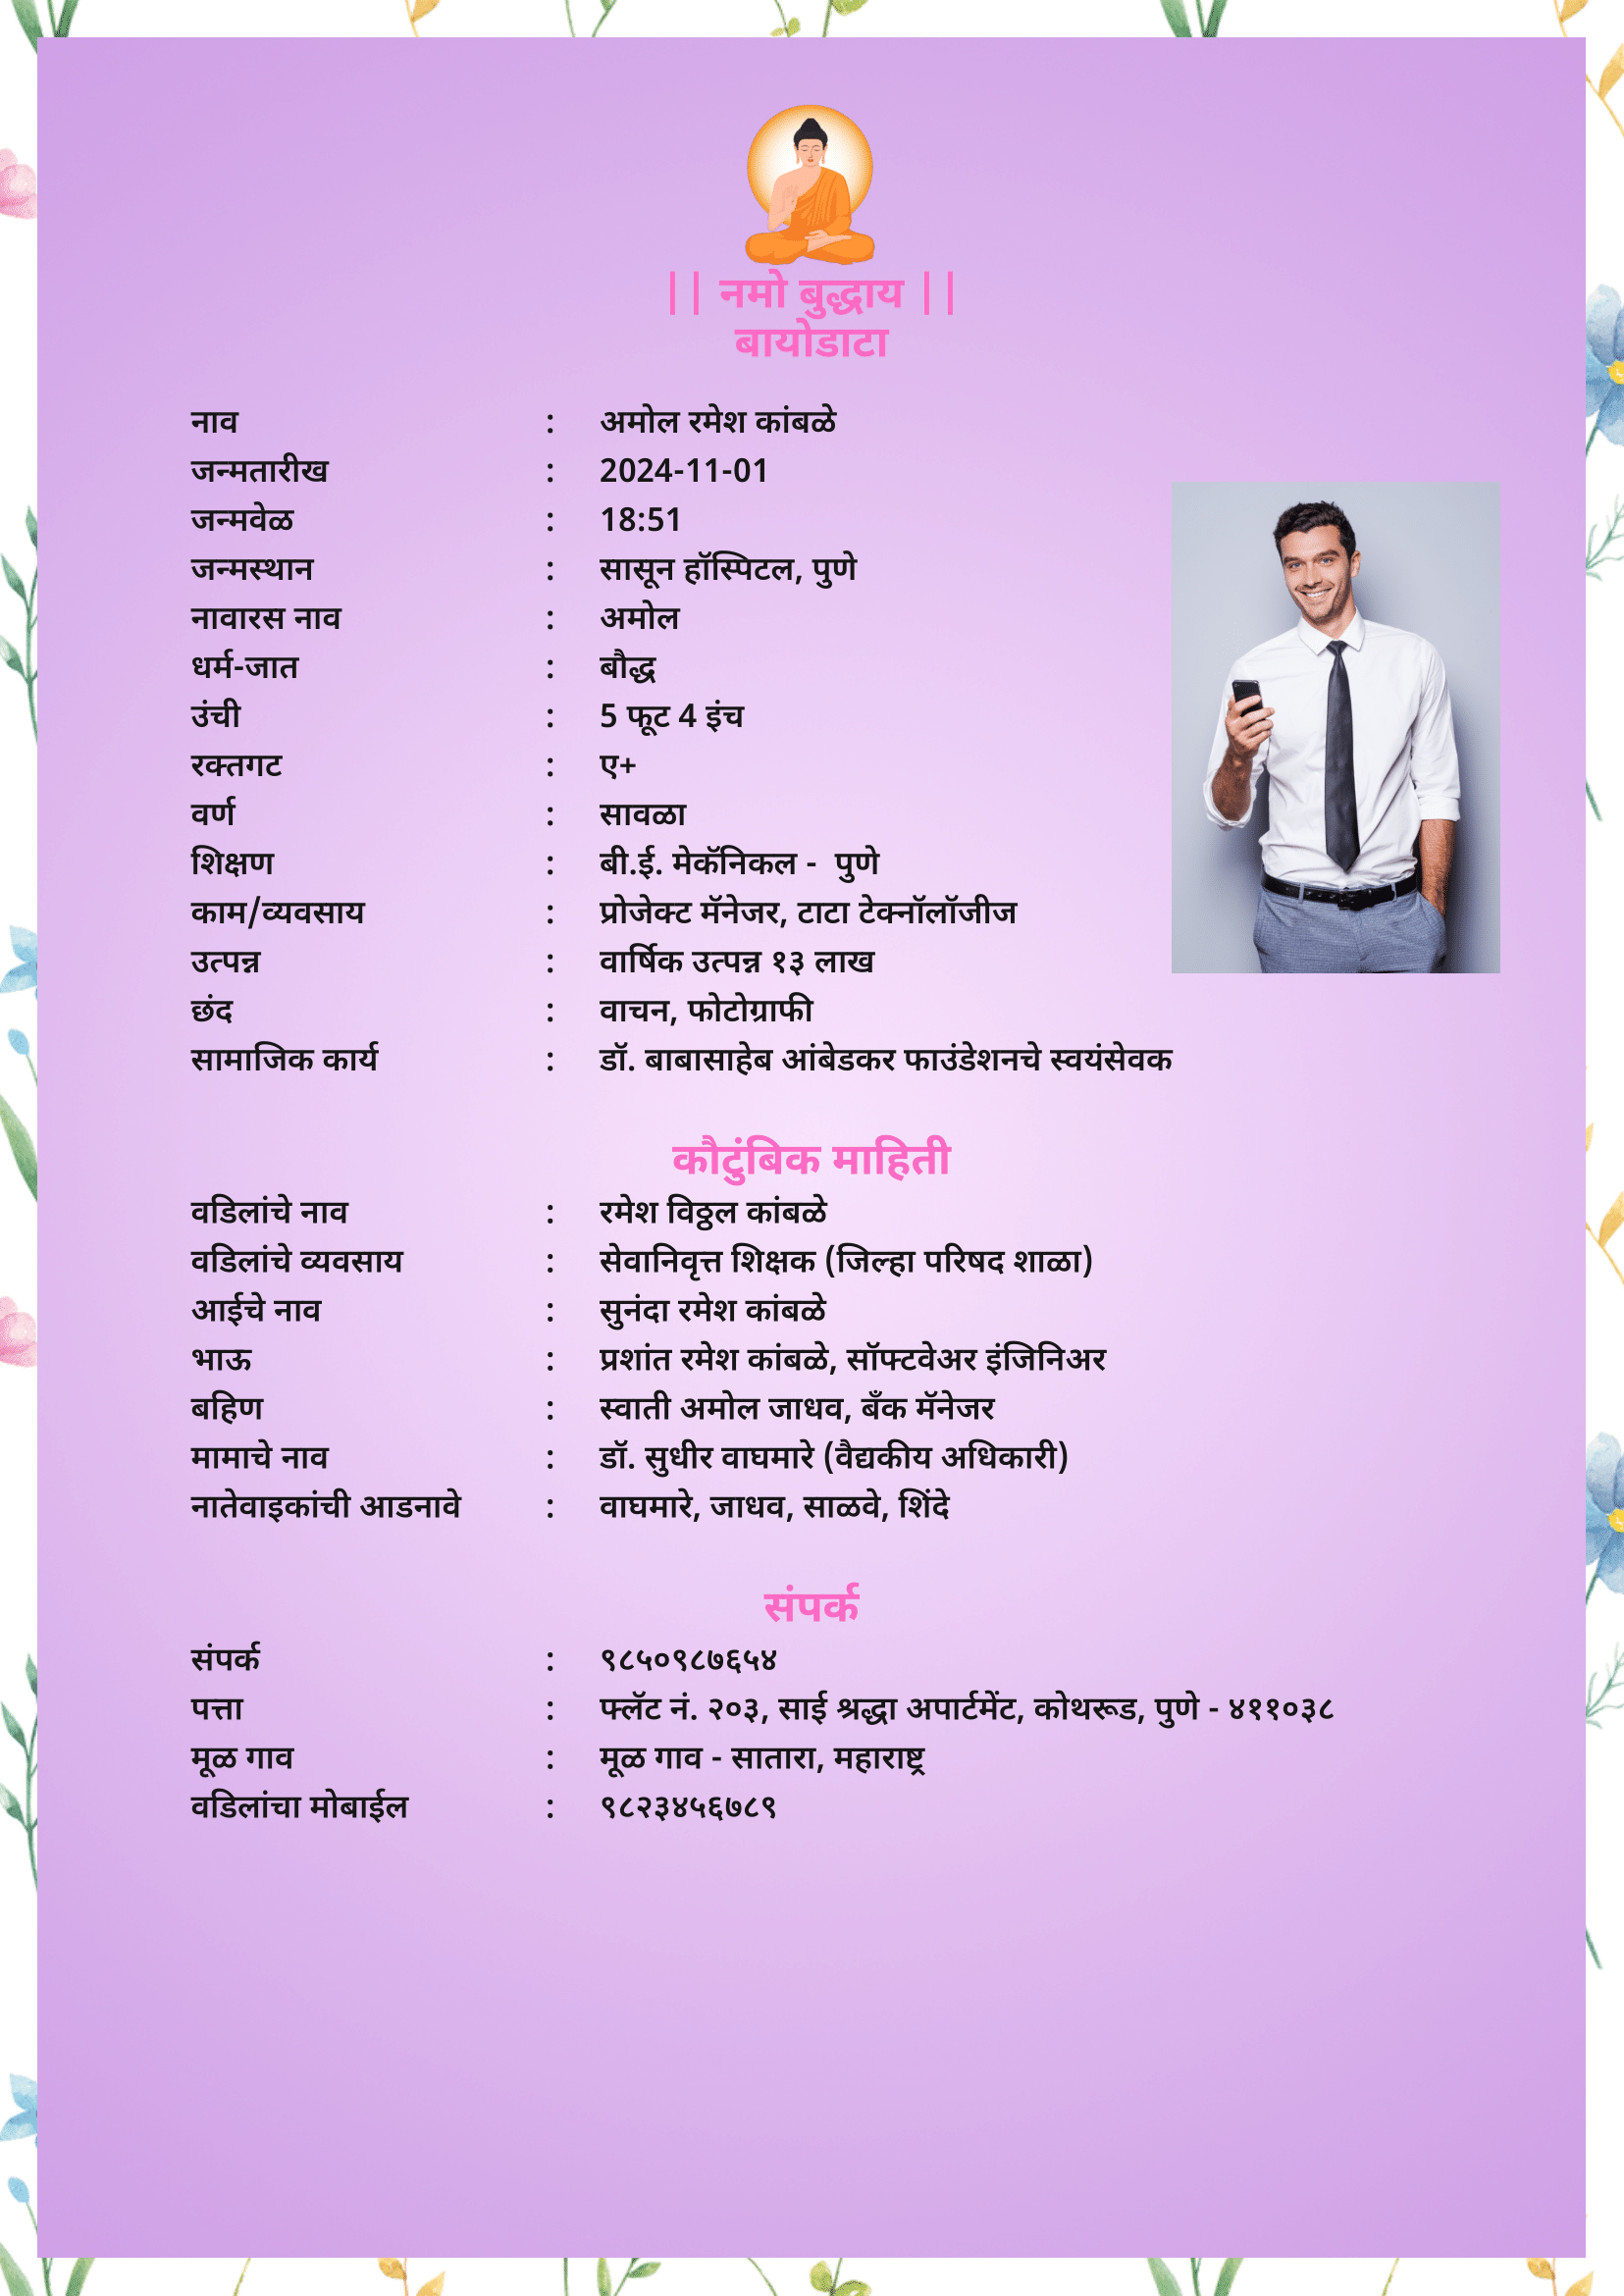 || नमो बुद्धाय ||
बायोडाटा
नाव : अमोल रमेश कांबळे
जन्मतारीख : 2024-11-01
जन्मवेळ : 18:51
जन्मस्थान : सासून हॉस्पिटल, पुणे
नावारस नाव : अमोल
धर्म-जात : बौद्ध
उंची : 5 फूट 4 इंच
रक्तगट : ए+
वर्ण : सावळा
शिक्षण : बी.ई. मेकॅनिकल - पुणे
काम/व्यवसाय : प्रोजेक्ट मॅनेजर, टाटा टेक्नॉलॉजीज
उत्पन्न : वार्षिक उत्पन्न १३ लाख
छंद : वाचन, फोटोग्राफी
सामाजिक कार्य : डॉ. बाबासाहेब आंबेडकर फाउंडेशनचे स्वयंसेवक
कौटुंबिक माहिती
वडिलांचे नाव : रमेश विठ्ठल कांबळे
वडिलांचे व्यवसाय : सेवानिवृत्त शिक्षक (जिल्हा परिषद शाळा)
आईचे नाव : सुनंदा रमेश कांबळे
भाऊ : प्रशांत रमेश कांबळे, सॉफ्टवेअर इंजिनिअर
बहिण : स्वाती अमोल जाधव, बँक मॅनेजर
मामाचे नाव : डॉ. सुधीर वाघमारे (वैद्यकीय अधिकारी)
नातेवाइकांची आडनावे : वाघमारे, जाधव, साळवे, शिंदे
संपर्क
संपर्क : ९८५०९८७६५४
पत्ता : फ्लॅट नं. २०३, साई श्रद्धा अपार्टमेंट, कोथरूड, पुणे - ४११०३८
मूळ गाव : मूळ गाव - सातारा, महाराष्ट्र
वडिलांचा मोबाईल : ९८२३४५६७८९